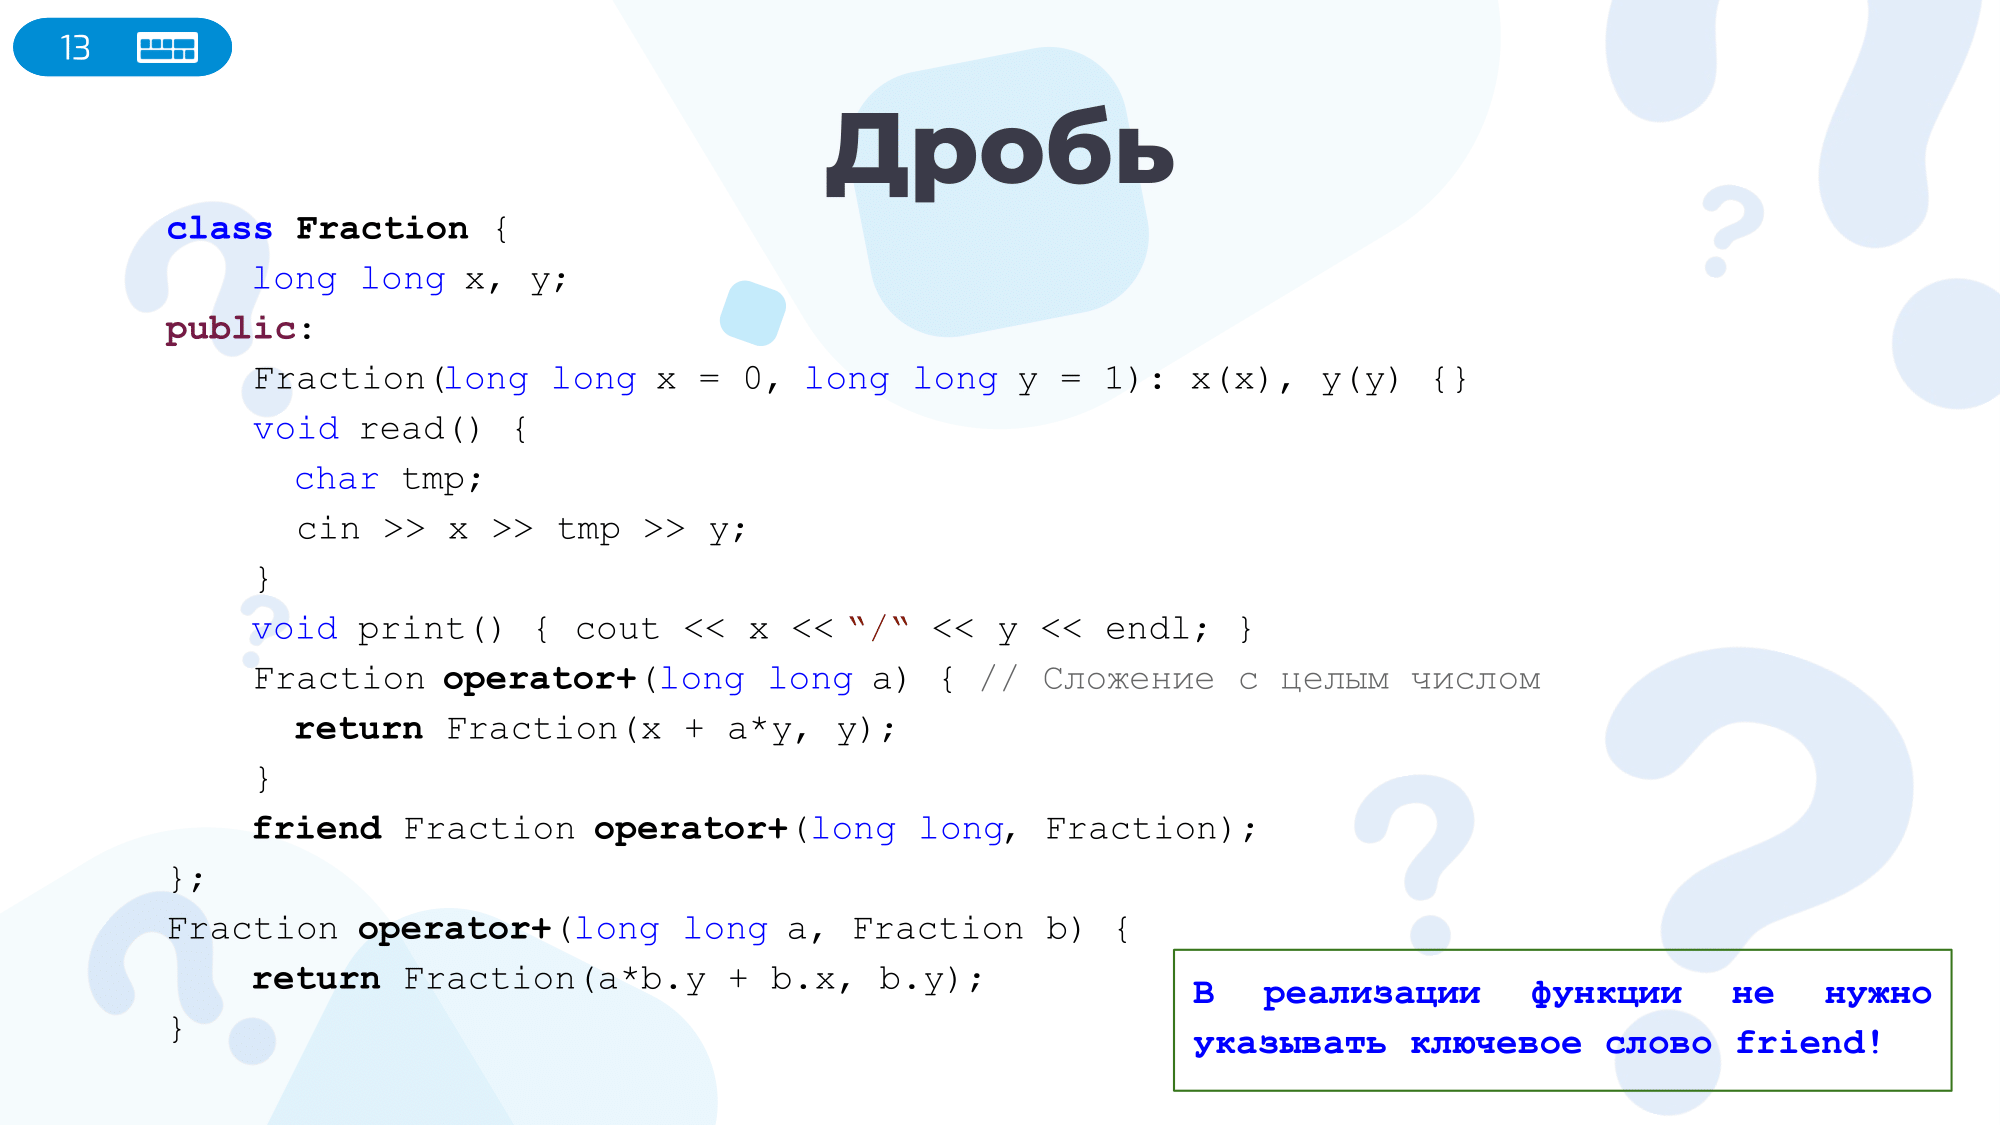 13
Дробь
class Fraction {
    long long x, y;
public:
    Fraction(long long x = 0, long long y = 1): x(x), y(y) {}
    void read() {
      char tmp;
      cin >> x >> tmp >> y;
    }
    void print() { cout << x << “/“ << y << endl; }
    Fraction operator+(long long a) { // Сложение с целым числом
      return Fraction(x + a*y, y);
    }
    friend Fraction operator+(long long, Fraction);
};
Fraction operator+(long long a, Fraction b) {
    return Fraction(a*b.y + b.x, b.y);
}
В реализации функции не нужно
указывать ключевое слово friend!